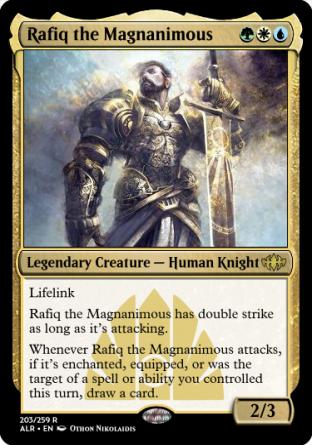 Rafiq the Magnanimous
Legendary Creature — Human Knight
Lifelink
Rafiq the Magnanimous has double strike
as long as it's attacking.
Whenever Rafiq the Magnanimous attacks,
if it's enchanted, equipped, or was the
target of a spell or ability you controlled
this turn, draw a card.
2/3
203/259 R
ALR • EN Othon Nikolaidis